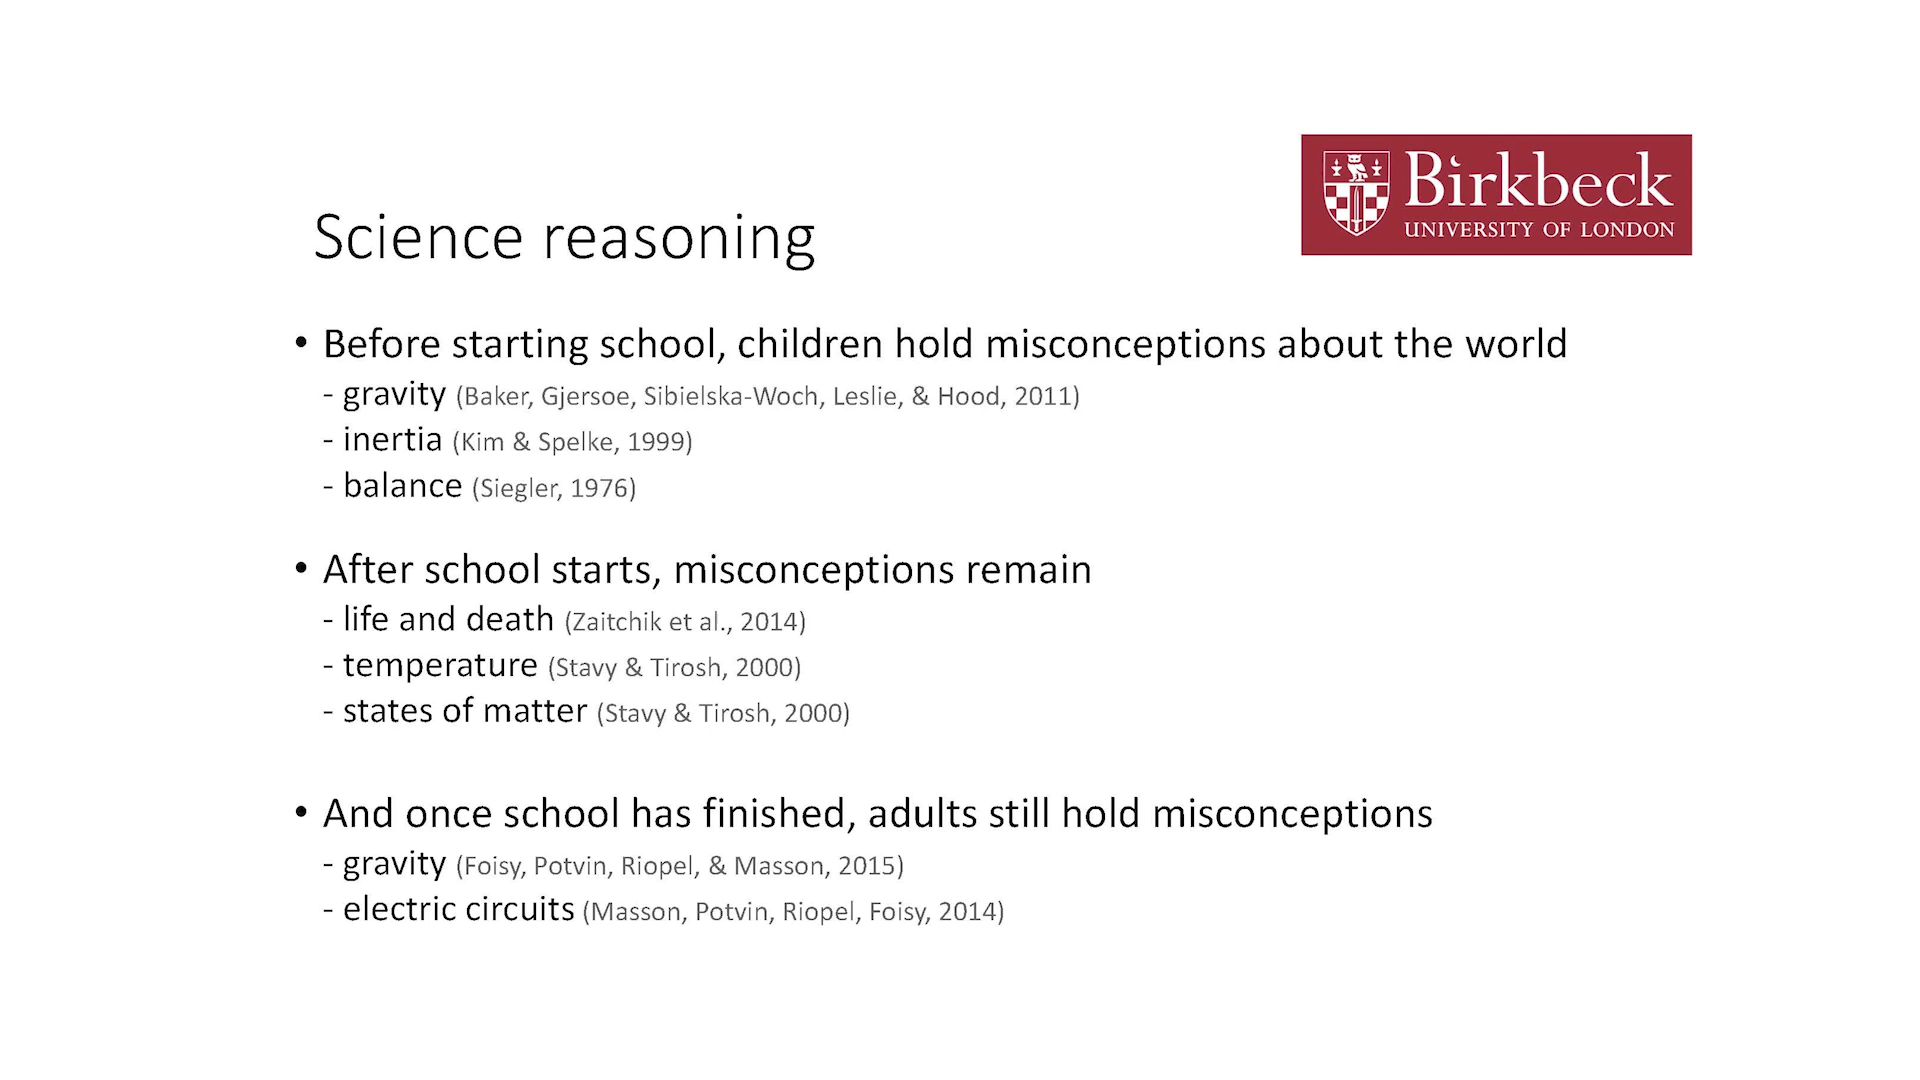 Birkbeck
UNIVERSITY OF LONDON
Science reasoning
• Before starting school, children hold misconceptions about the world
- gravity (Baker, Gjersoe, Sibielska-Woch, Leslie, & Hood, 2011)
- inertia (Kim & Spelke, 1999)
- balance (Siegler, 1976)
• After school starts, misconceptions remain
- life and death (Zaitchik et al., 2014)
- temperature (Stavy & Tirosh, 2000)
- states of matter (Stavy & Tirosh, 2000)
• And once school has finished, adults still hold misconceptions
- gravity (Foisy, Potvin, Riopel, & Masson, 2015)
- electric circuits (Masson, Potvin, Riopel, Foisy, 2014)